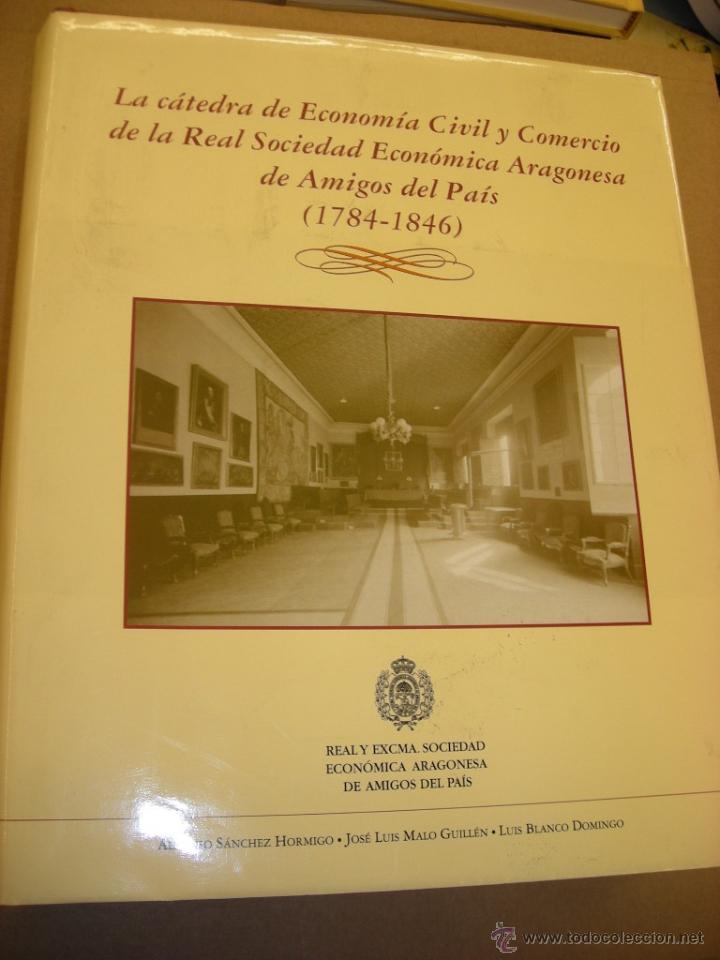 La cátedra de Economía Civil y Comercio
de la Real Sociedad Económica Aragonesa
de Amigos del País
(1784-1846)
REAL Y EXCMA. SOCIEDAD
ECONÓMICA ARAGONESA
DE AMIGOS DEL PAÍS
SÁNCHEZ HORMIGO • JOSÉ LUIS MALO GUILLÉN • LUIS BLANCO DOMINGO
www.todocoleccion.net